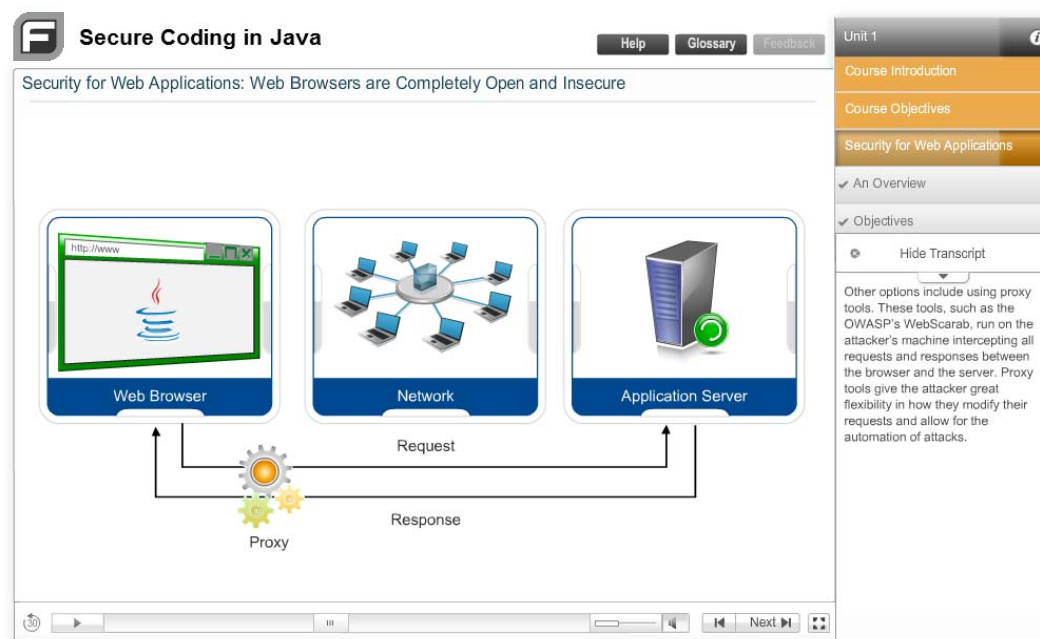 Secure Coding in Java
Help
Glossary
Feedback
Security for Web Applications: Web Browsers are Completely Open and Insecure
http://www
Web Browser
Network
Application Server
Request
Response
Proxy
30
Next
Unit 1
i
Course Introduction
Course Objectives
Security for Web Applications
An Overview
Objectives
Hide Transcript
Other options include using proxy
tools. These tools, such as the
OWASP's WebScarab, run on the
attacker's machine intercepting all
requests and responses between
the browser and the server. Proxy
tools give the attacker great
flexibility in how they modify their
requests and allow for the
automation of attacks.